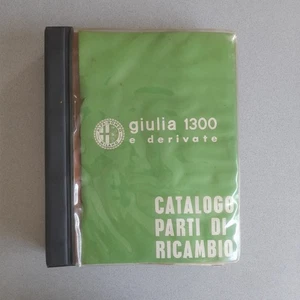 giulia 1300
e derivate
CATALOGO
PARTI DI
RICAMBIO